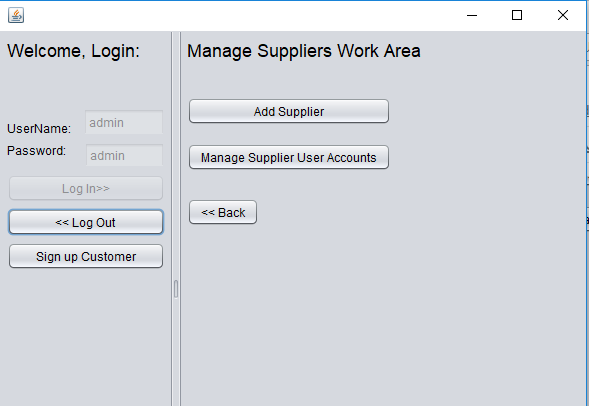 Welcome, Login:
UserName: admin
Password: admin
Log In>>
<< Log Out
Sign up Customer
Manage Suppliers Work Area
Add Supplier
Manage Supplier User Accounts
<< Back